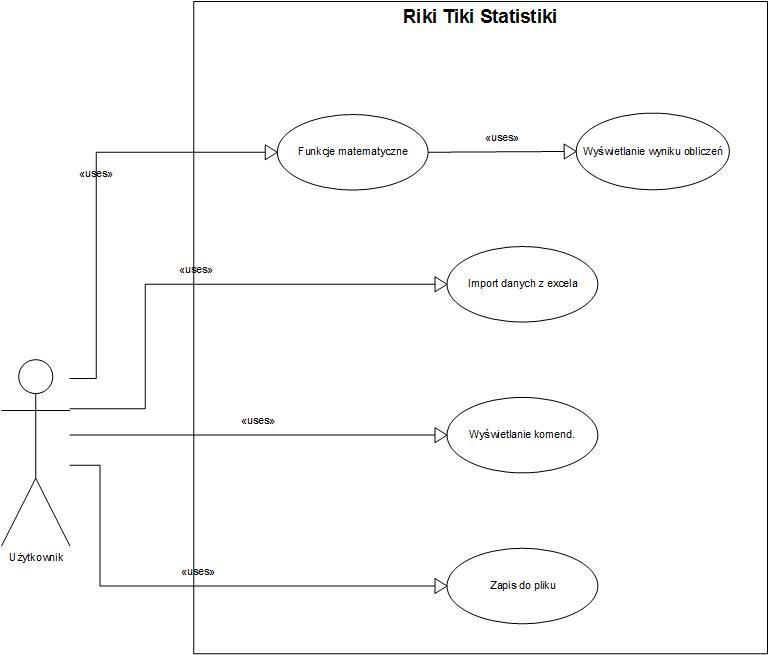 Riki Tiki Statistiki
«uses»
Funkcje matematyczne
Wyświetlanie wyniku obliczeń
«uses»
«uses»
Import danych z excela
«uses»
Wyświetlanie komend.
Użytkownik
«uses»
Zapis do pliku